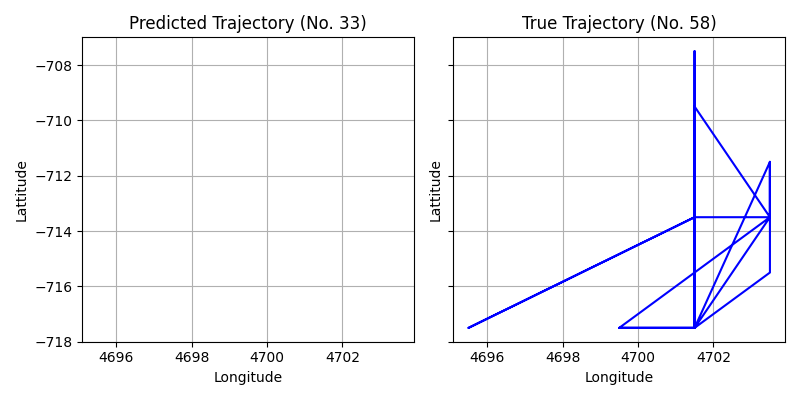 Predicted Trajectory (No. 33)
True Trajectory (No. 58)
−708
−710
−712
−714
−716
−718
Lattitude
Lattitude
4696 4698 4700 4702
4696 4698 4700 4702
Longitude
Longitude